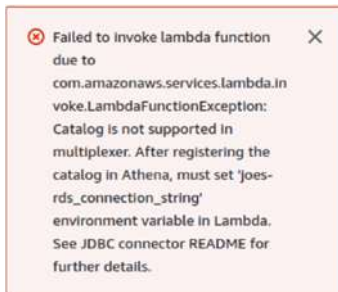 Failed to invoke lambda function
due to
com.amazonaws.services.lambda.in
voke.LambdaFunctionException:
Catalog is not supported in
multiplexer. After registering the
catalog in Athena, must set 'joes-
rds_connection_string'
environment variable in Lambda.
See JDBC connector README for
further details.